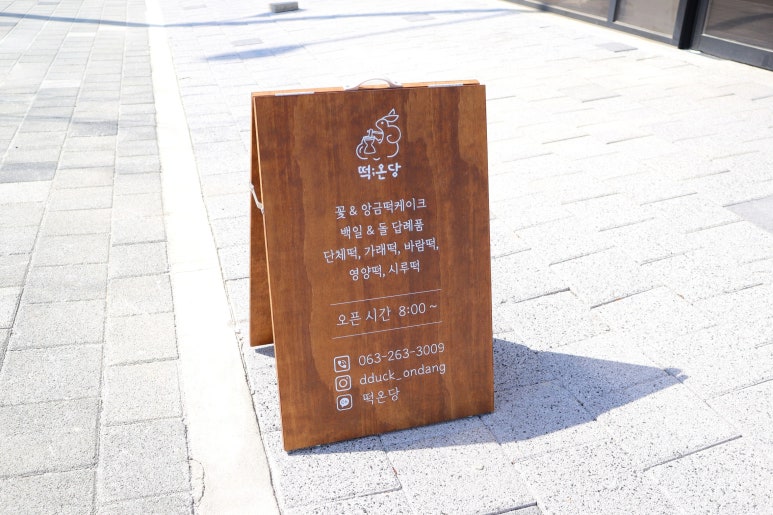 떡;온당
꽃 & 앙금떡케이크
백일 & 돌 답례품
단체떡, 가래떡, 바람떡,
영양떡, 시루떡
오픈 시간 8:00 ~
063-263-3009
dduck_ondang
떡온당